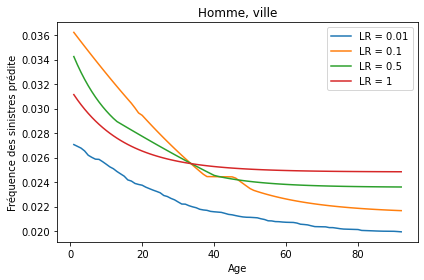 Homme, ville
LR = 0.01
LR = 0.1
LR = 0.5
LR = 1
Fréquence des sinistres prédite
0.036
0.034
0.032
0.030
0.028
0.026
0.024
0.022
0.020
0 20 40 60 80
Age